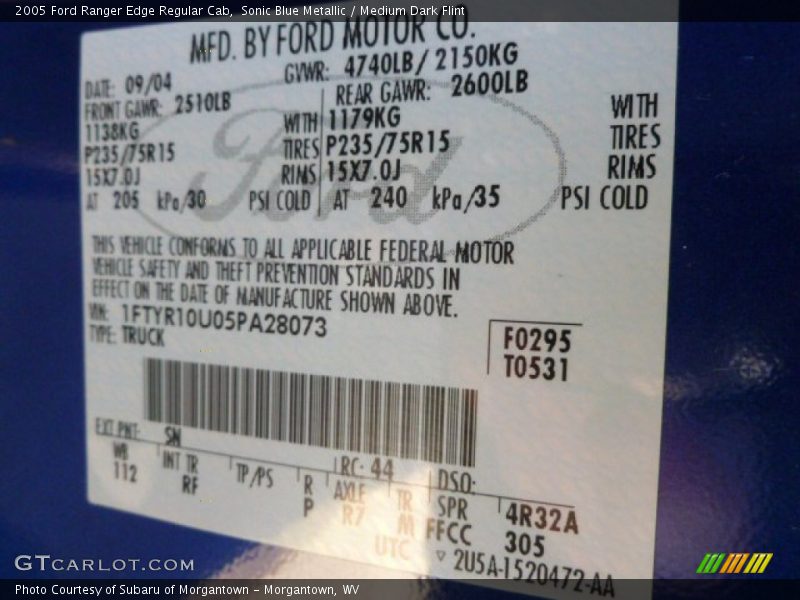 2005 Ford Ranger Edge Regular Cab, Sonic Blue Metallic / Medium Dark Flint
MFD. BY FORD MOTOR CO.
DATE: 09/04 GVWR: 4740LB/ 2150KG
FRONT GAWR: 2510LB REAR GAWR: 2600LB
1138KG WITH 1179KG WITH
P235/75R15 TIRES P235/75R15 TIRES
15X7.0J RIMS 15X7.0J RIMS
AT 205 kPa/30 PSI COLD AT 240 kPa/35 PSI COLD
Ford
THIS VEHICLE CONFORMS TO ALL APPLICABLE FEDERAL MOTOR
VEHICLE SAFETY AND THEFT PREVENTION STANDARDS IN
EFFECT ON THE DATE OF MANUFACTURE SHOWN ABOVE.
VIN: 1FTYR10U05PA28073
TYPE: TRUCK
F0295
T0531
EXT PNT: SN RC: 44 DSO:
WB INT TR TP/PS R AXLE TR SPR 4R32A
112 RF P R7 M FFCC 305
UTC ▽ 2U5A-1520472-AA
GTCARLOT.COM
Photo Courtesy of Subaru of Morgantown - Morgantown, WV